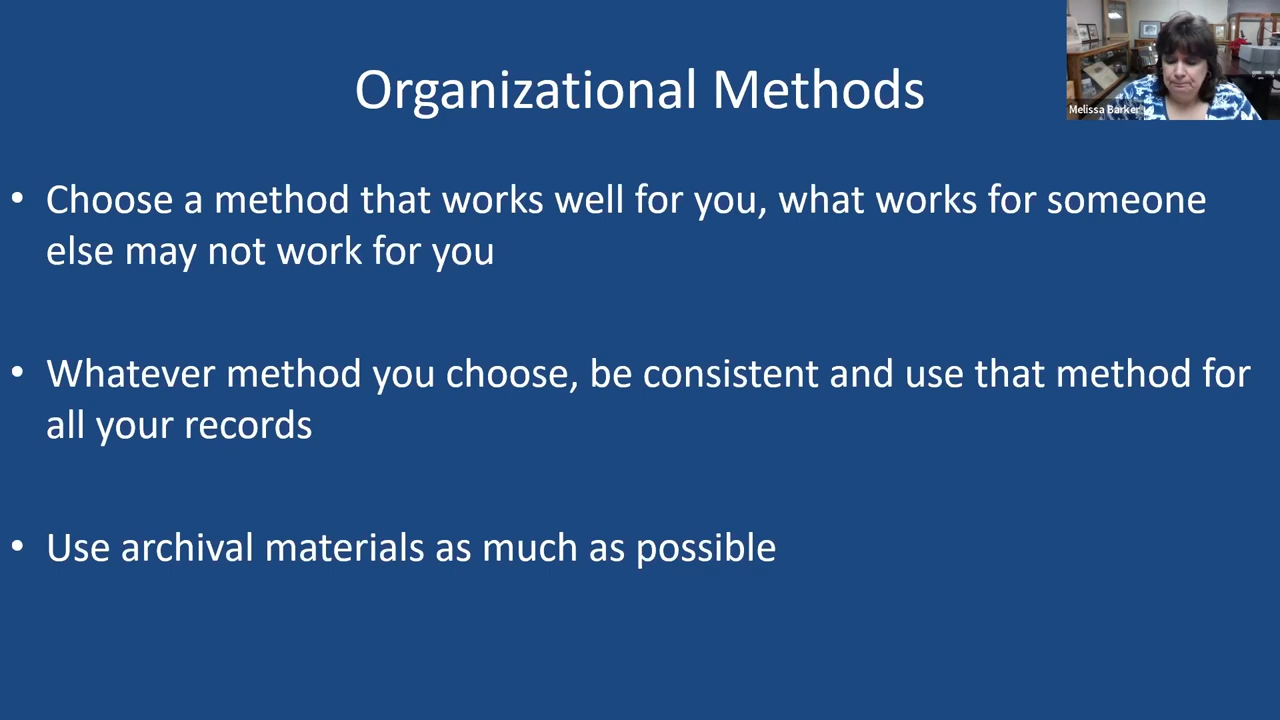 Organizational Methods
Melissa Barker
• Choose a method that works well for you, what works for someone
else may not work for you
• Whatever method you choose, be consistent and use that method for
all your records
• Use archival materials as much as possible